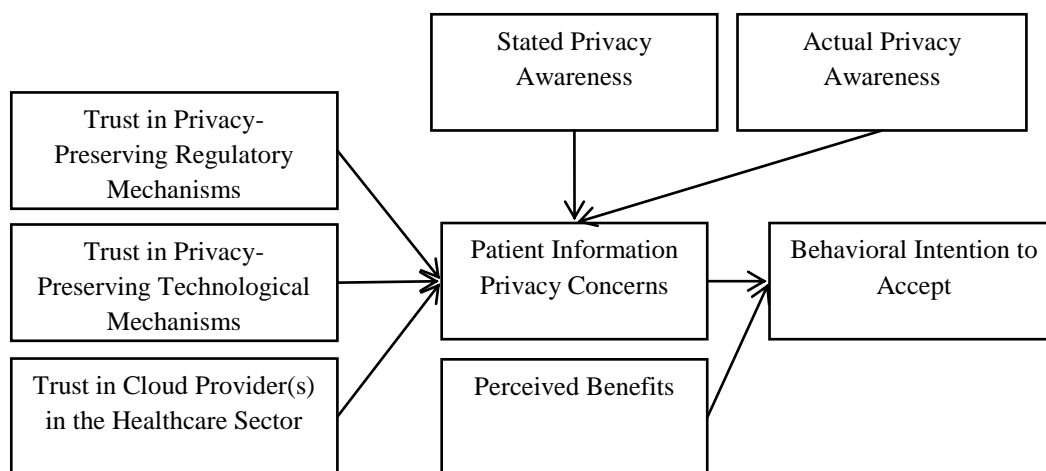 Stated Privacy
Awareness
Actual Privacy
Awareness
Trust in Privacy-
Preserving Regulatory
Mechanisms
Trust in Privacy-
Preserving Technological
Mechanisms
Trust in Cloud Provider(s)
in the Healthcare Sector
Patient Information
Privacy Concerns
Perceived Benefits
Behavioral Intention to
Accept